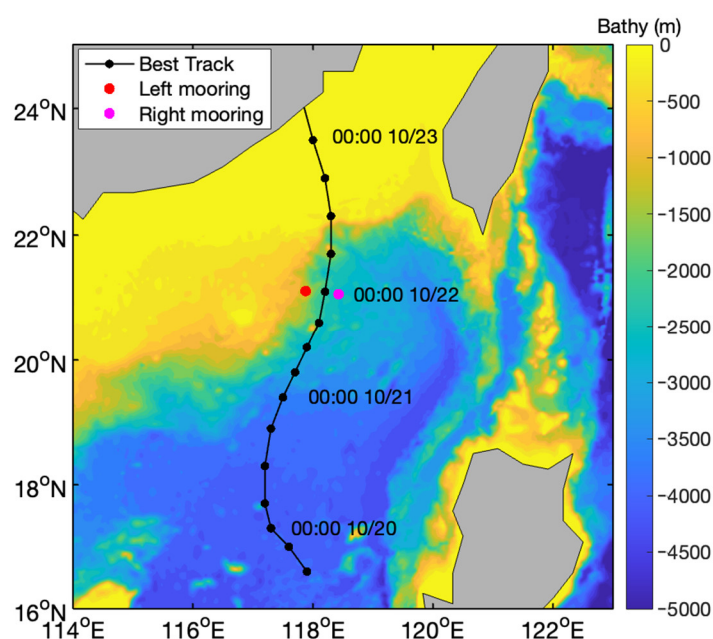 Bathy (m)
Best Track
Left mooring
Right mooring
00:00 10/23
00:00 10/22
00:00 10/21
00:00 10/20
24°N
22°N
20°N
18°N
16°N
114°E
116°E
118°E
120°E
122°E
0
−500
−1000
−1500
−2000
−2500
−3000
−3500
−4000
−4500
−5000